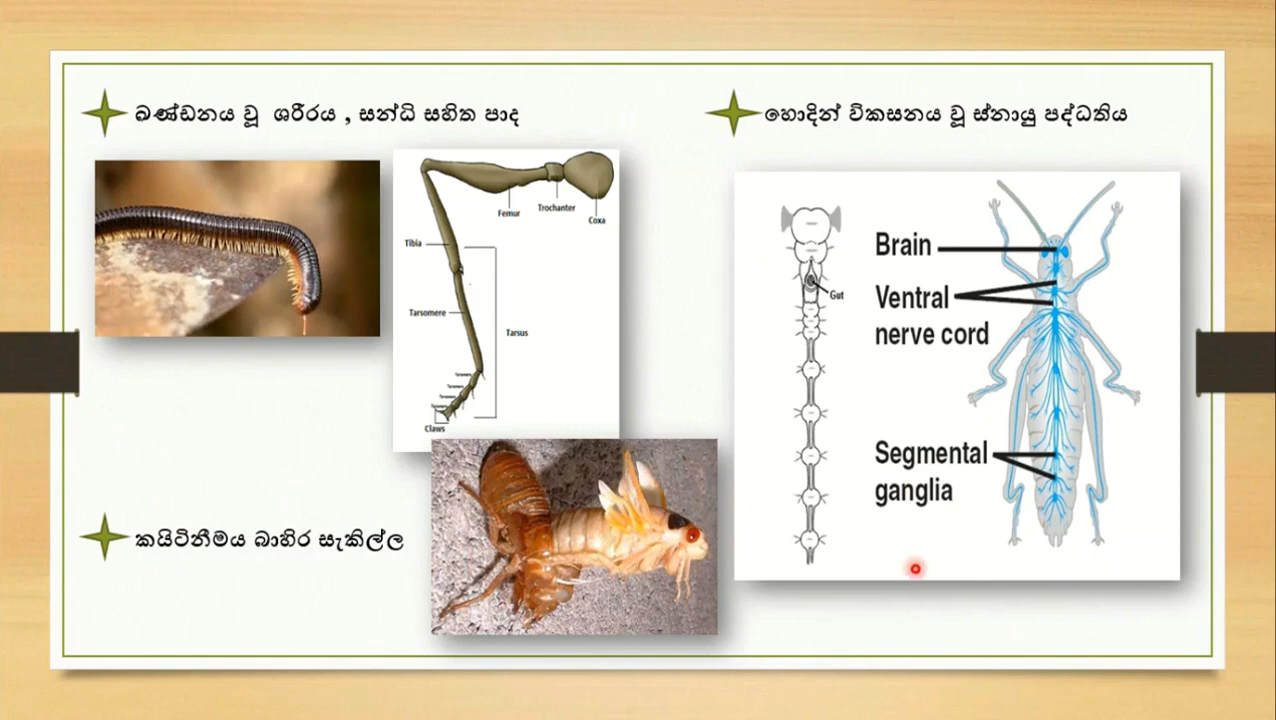 ඛණ්ඩනය වූ ශරීරය , සන්ධි සහිත පාද
Femur
Trochanter
Coxa
Tibia
Tarsomere
Tarsus
Claws
කයිටිනීමය බාහිර සැකිල්ල
හොදින් විකසනය වූ ස්නායු පද්ධතිය
Gut
Brain
Ventral
nerve cord
Segmental
ganglia